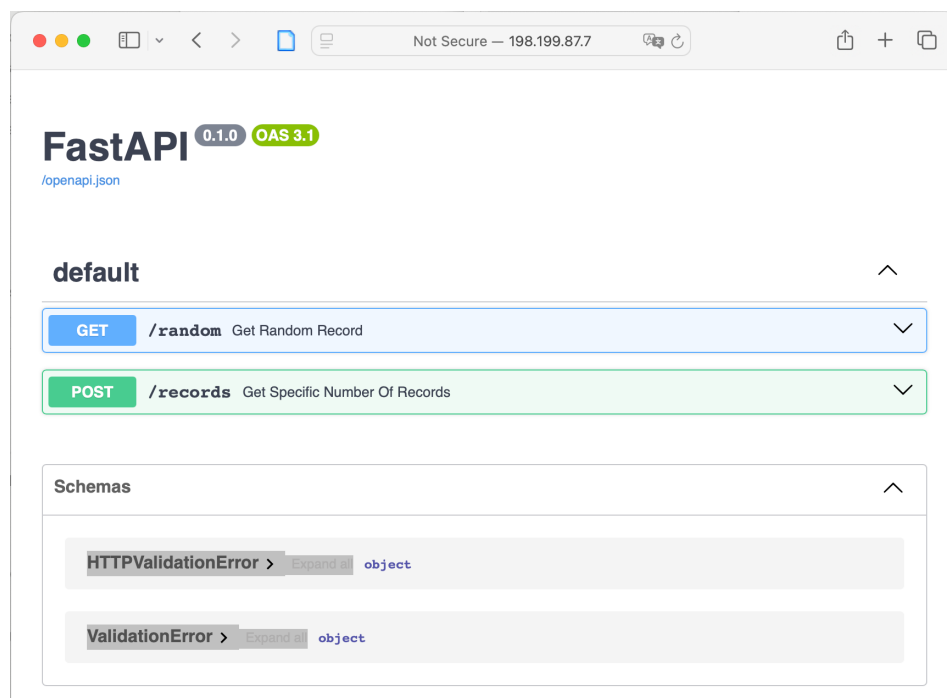 Not Secure — 198.199.87.7
FastAPI 0.1.0 OAS 3.1
/openapi.json
default
GET /random Get Random Record
POST /records Get Specific Number Of Records
Schemas
HTTPValidationError Expand all object
ValidationError Expand all object